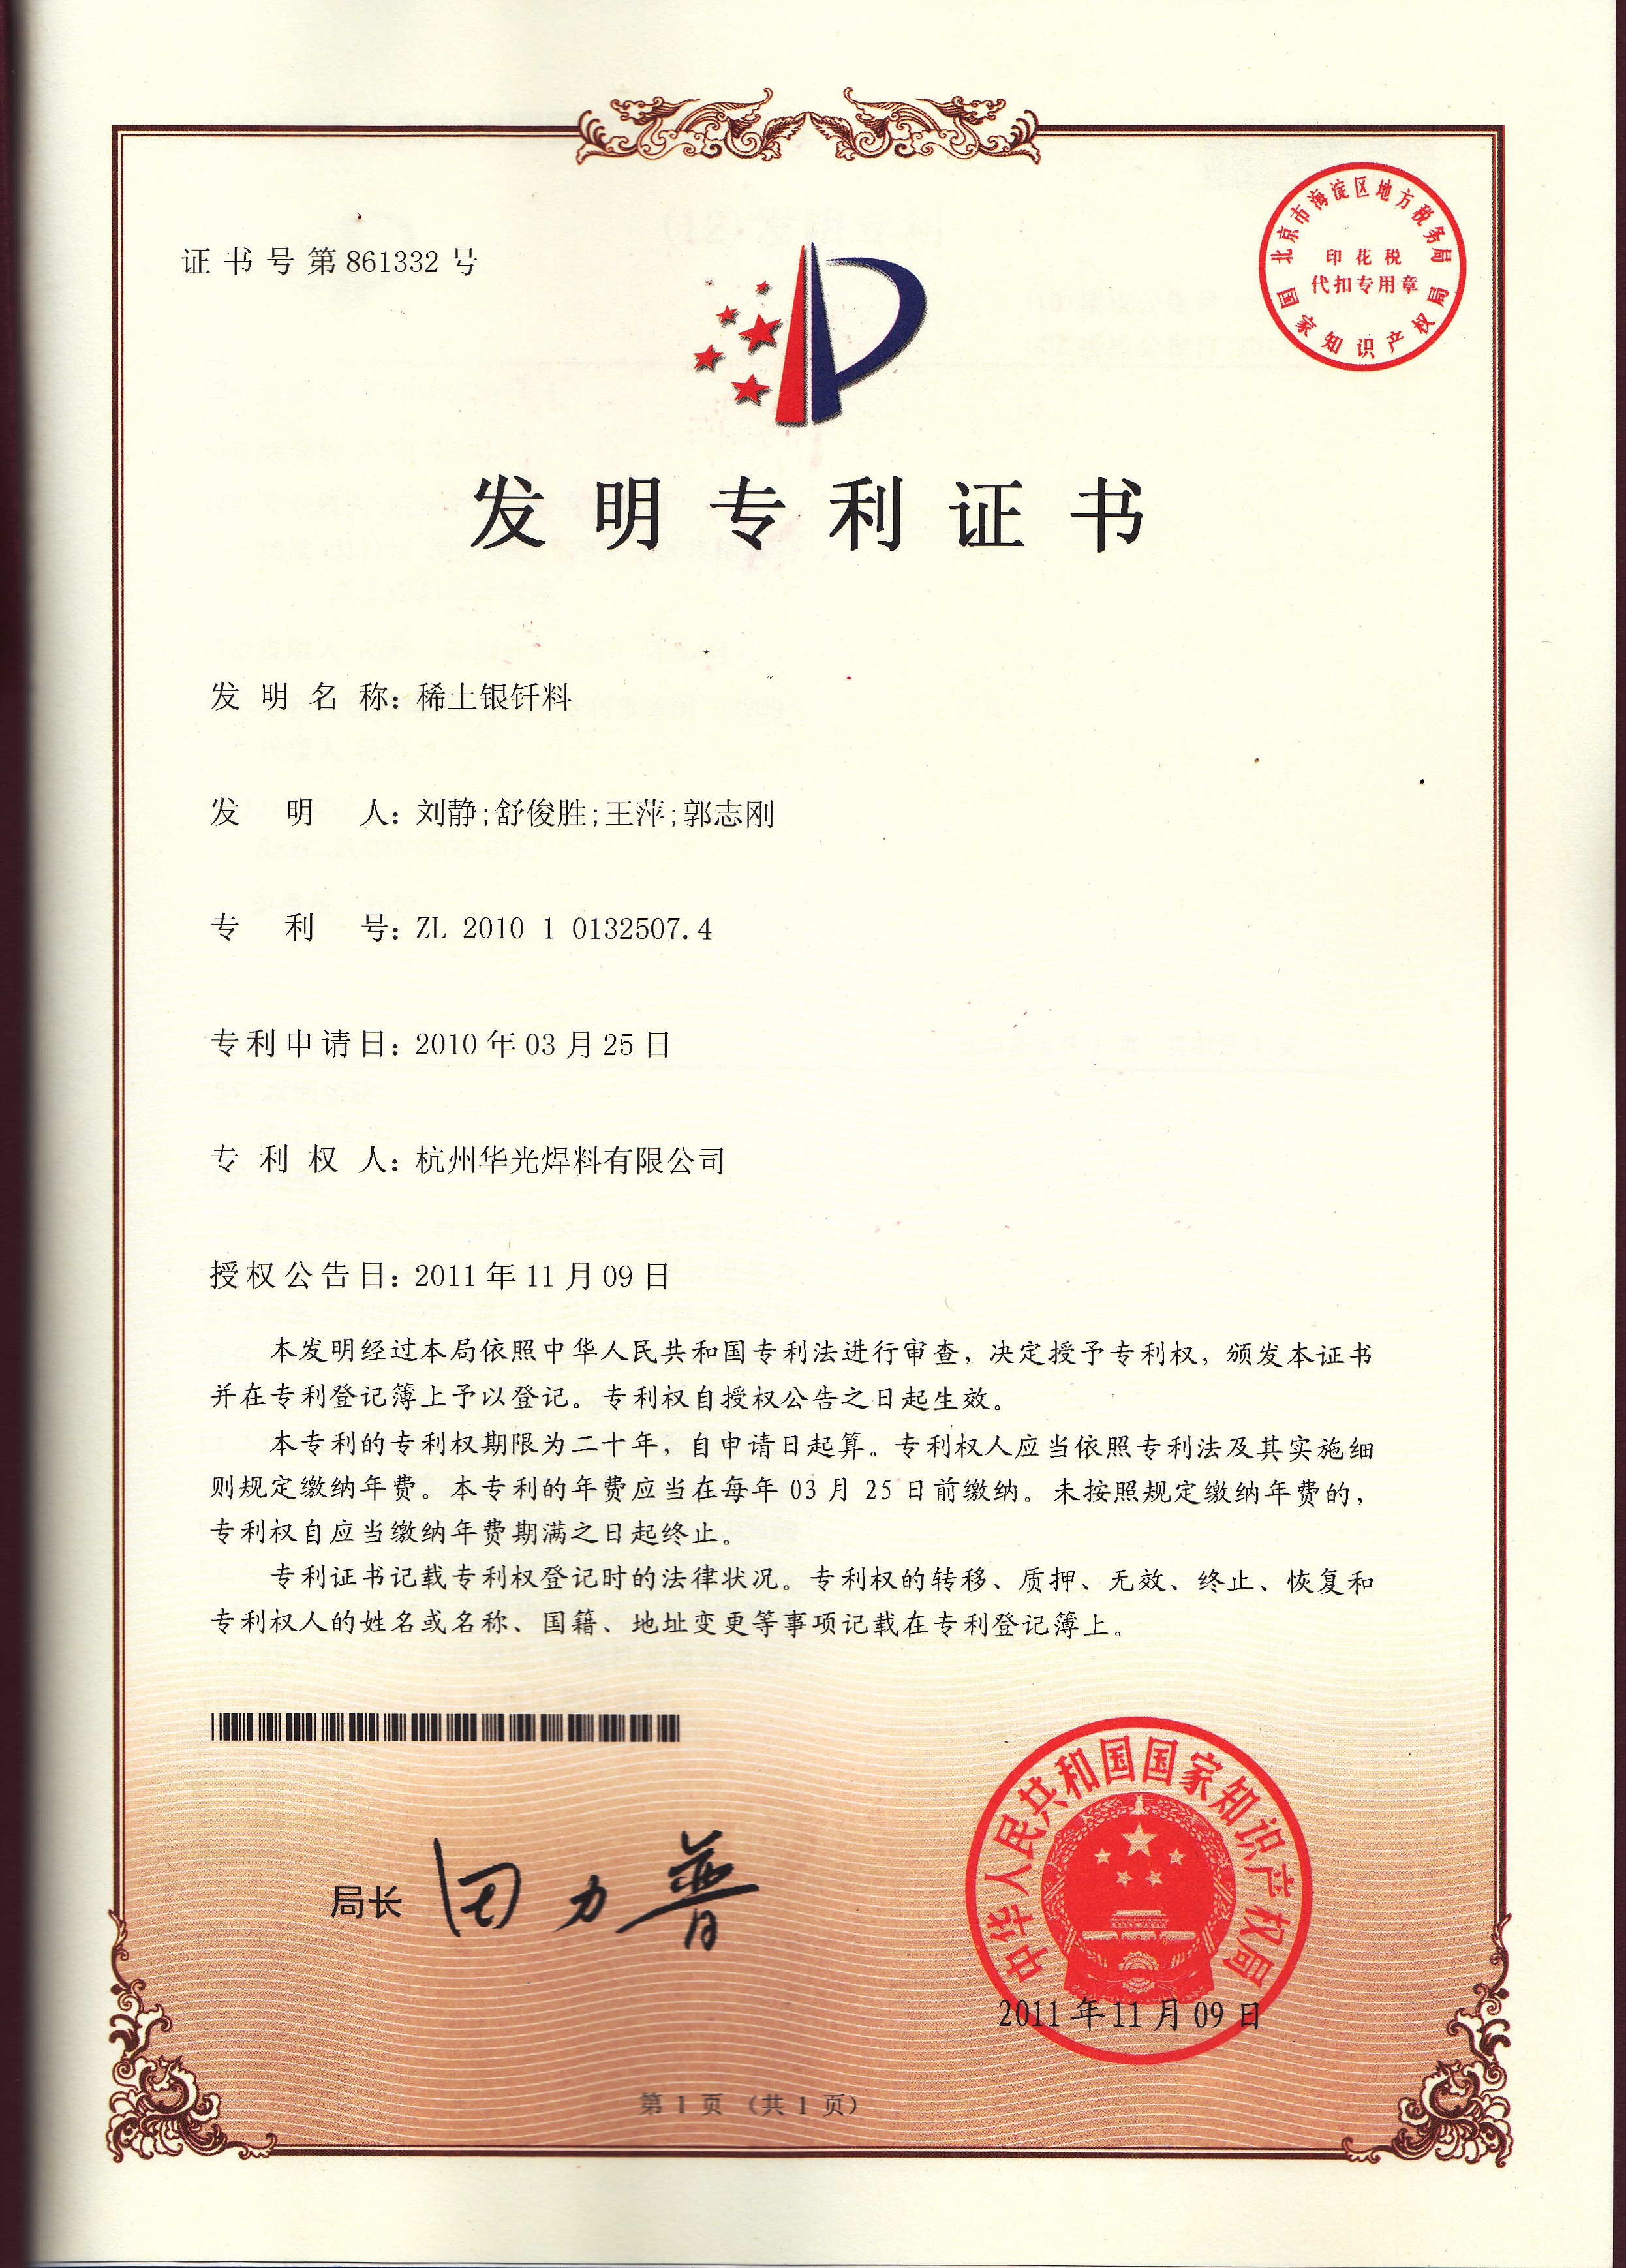 证书号第861332号
北京市海淀区地方税务局
印花税
代扣专用章
国家知识产权局
发明专利证书
发明名称：稀土银钎料
发明人：刘静;舒俊胜;王萍;郭志刚
专利号：ZL 2010 1 0132507.4
专利申请日：2010年03月25日
专利权人：杭州华光焊料有限公司
授权公告日：2011年11月09日
本发明经过本局依照中华人民共和国专利法进行审查，决定授予专利权，颁发本证书
并在专利登记簿上予以登记。专利权自授权公告之日起生效。
本专利的专利权期限为二十年，自申请日起算。专利权人应当依照专利法及其实施细
则规定缴纳年费。本专利的年费应当在每年03月25日前缴纳。未按照规定缴纳年费的，
专利权自应当缴纳年费期满之日起终止。
专利证书记载专利权登记时的法律状况。专利权的转移、质押、无效、终止、恢复和
专利权人的姓名或名称、国籍、地址变更等事项记载在专利登记簿上。
局长 田力普
中华人民共和国国家知识产权局
2011年11月09日
第1页（共1页）